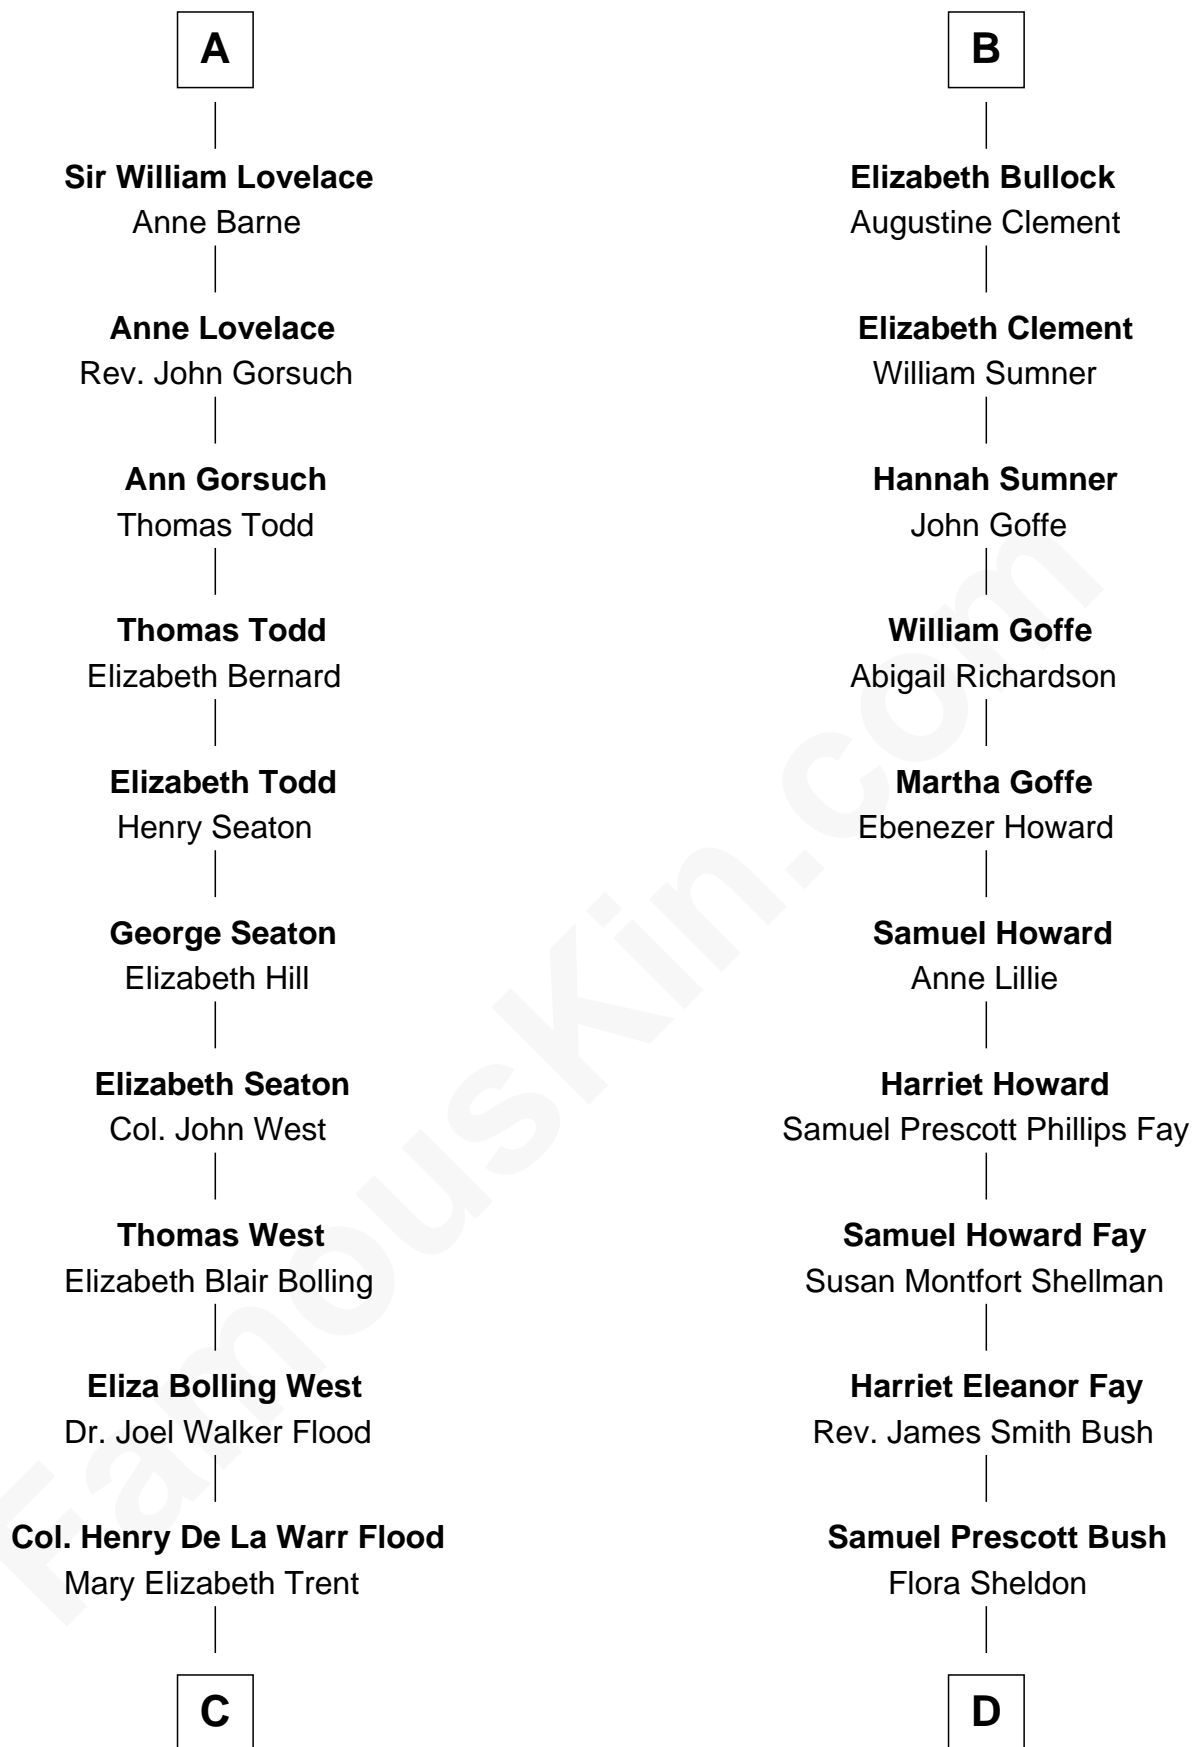 A
Sir William Lovelace
Anne Barne
Anne Lovelace
Rev. John Gorsuch
Ann Gorsuch
Thomas Todd
Thomas Todd
Elizabeth Bernard
Elizabeth Todd
Henry Seaton
George Seaton
Elizabeth Hill
Elizabeth Seaton
Col. John West
Thomas West
Elizabeth Blair Bolling
Eliza Bolling West
Dr. Joel Walker Flood
Col. Henry De La Warr Flood
Mary Elizabeth Trent
C
B
Elizabeth Bullock
Augustine Clement
Elizabeth Clement
William Sumner
Hannah Sumner
John Goffe
William Goffe
Abigail Richardson
Martha Goffe
Ebenezer Howard
Samuel Howard
Anne Lillie
Harriet Howard
Samuel Prescott Phillips Fay
Samuel Howard Fay
Susan Montfort Shellman
Harriet Eleanor Fay
Rev. James Smith Bush
Samuel Prescott Bush
Flora Sheldon
D
FamousKin.com